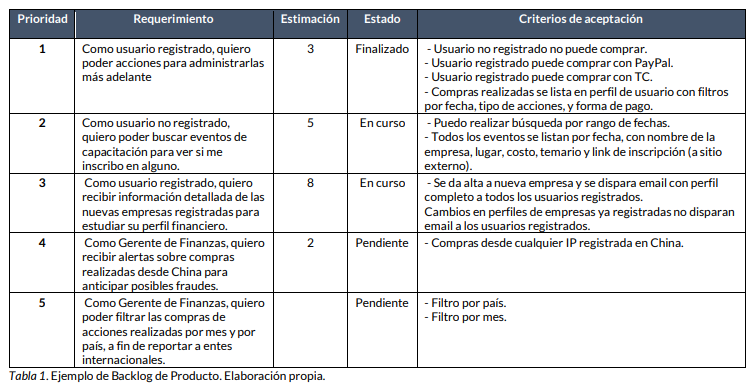 Prioridad Requerimiento Estimación Estado Criterios de aceptación
1 Como usuario registrado, quiero 3 Finalizado - Usuario no registrado no puede comprar.
poder acciones para administrarlas - Usuario registrado puede comprar con PayPal.
más adelante - Usuario registrado puede comprar con TC.
- Compras realizadas se lista en perfil de usuario con filtros
por fecha, tipo de acciones, y forma de pago.
2 Como usuario no registrado, 5 En curso - Puedo realizar búsqueda por rango de fechas.
quiero poder buscar eventos de - Todos los eventos se listan por fecha, con nombre de la
capacitación para ver si me empresa, lugar, costo, temario y link de inscripción (a sitio
inscribo en alguno. externo).
3 Como usuario registrado, quiero 8 En curso - Se da alta a nueva empresa y se dispara email con perfil
recibir información detallada de las completo a todos los usuarios registrados.
nuevas empresas registradas para Cambios en perfiles de empresas ya registradas no disparan
estudiar su perfil financiero. email a los usuarios registrados.
4 Como Gerente de Finanzas, quiero 2 Pendiente - Compras desde cualquier IP registrada en China.
recibir alertas sobre compras
realizadas desde China para
anticipar posibles fraudes.
5 Como Gerente de Finanzas, quiero Pendiente - Filtro por país.
poder filtrar las compras de - Filtro por mes.
acciones realizadas por mes y por
país, a fin de reportar a entes
internacionales.
Tabla 1. Ejemplo de Backlog de Producto. Elaboración propia.